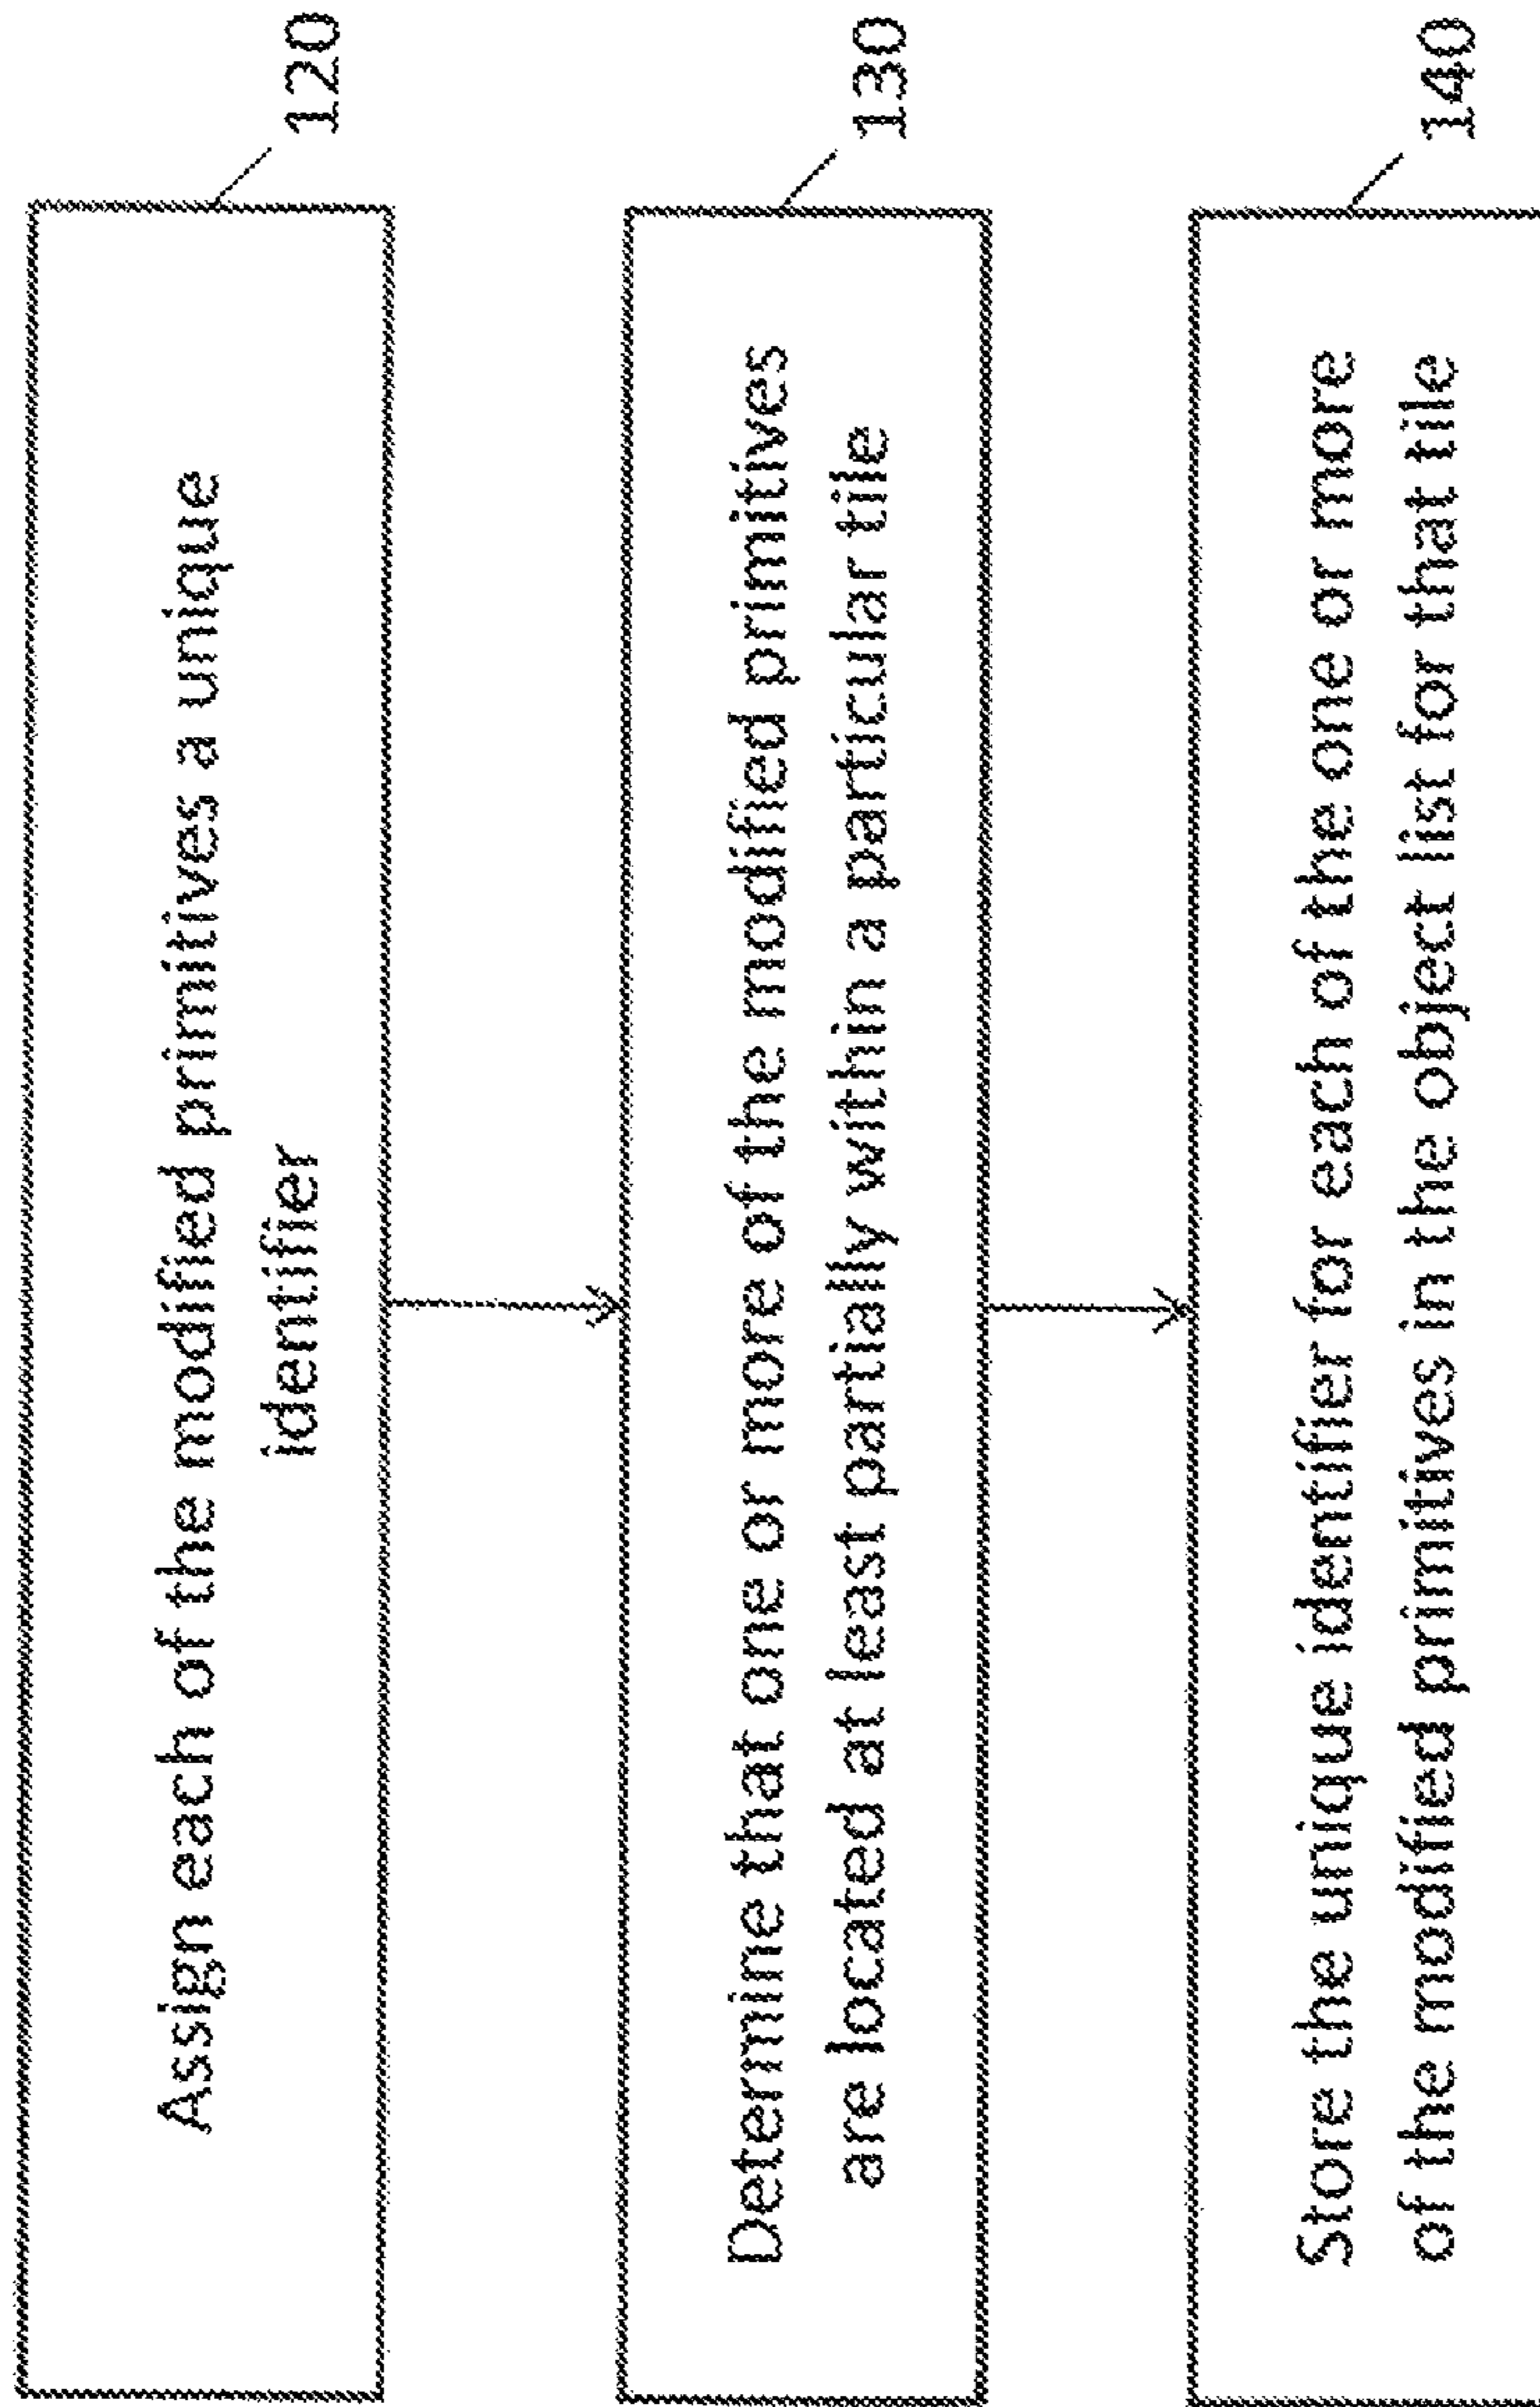 Assign each of the modified primitives a unique
identifier
120
Determine that one or more of the modified primitives
are located at least partially within a particular tile
130
Store the unique identifier for each of the one or more
of the modified primitives in the object list for that tile
140